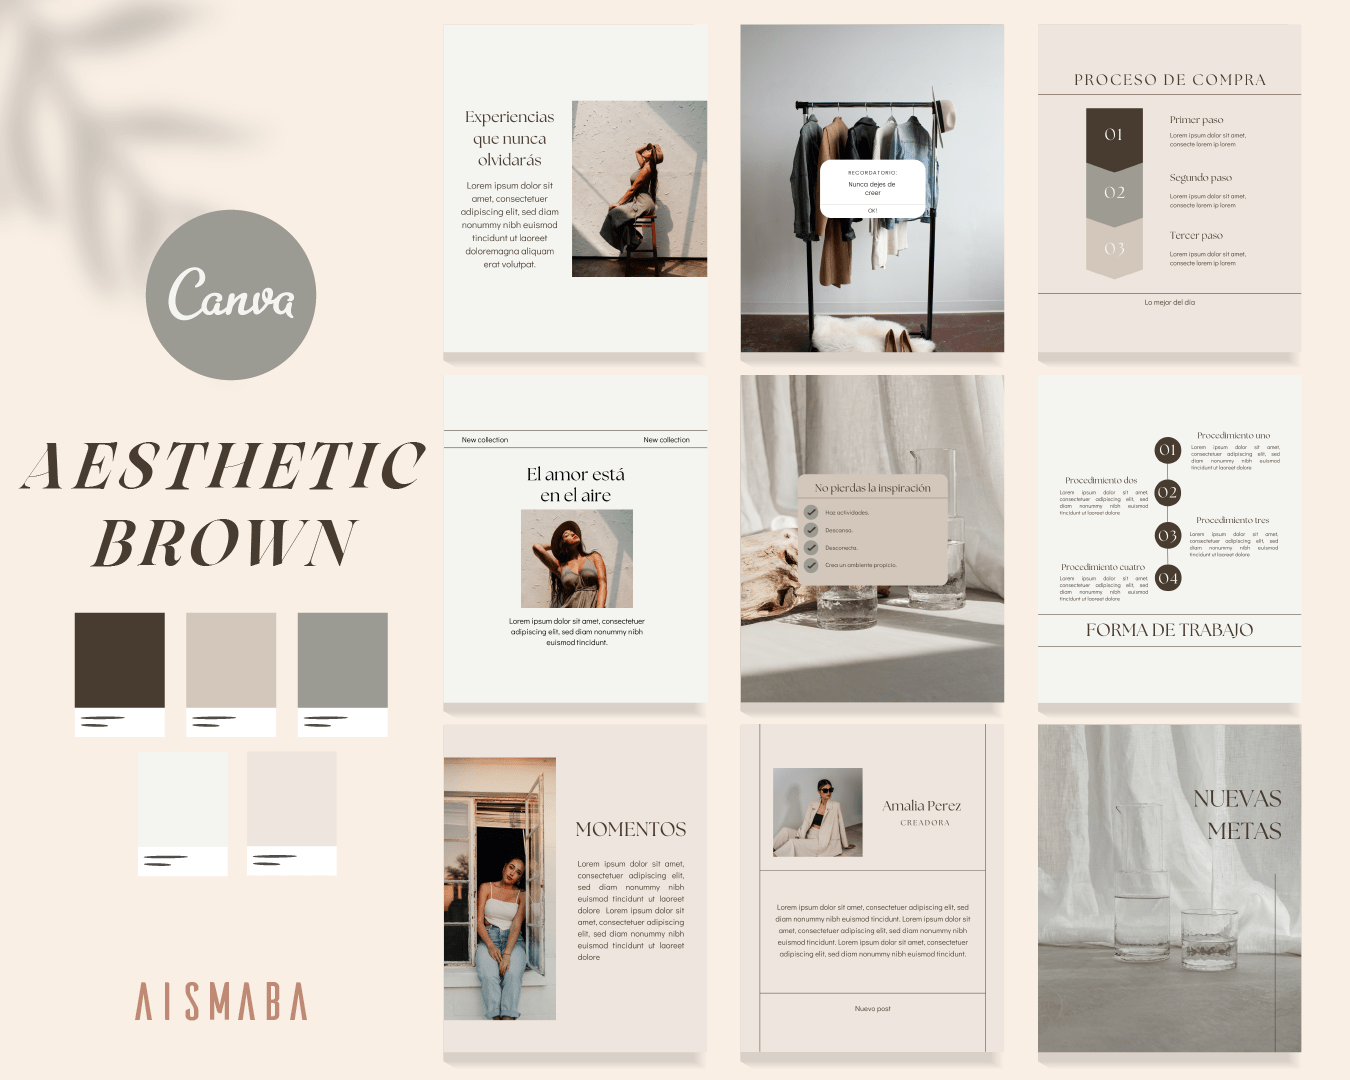 Canva
AESTHETIC
BROWN
AISMABA
Experiencias
que nunca
olvidarás
Lorem ipsum dolor sit
amet, consectetuer
adipiscing elit, sed diam
nonummy nibh euismod
tincidunt ut laoreet
doloremagna aliquam
erat volutpat.
RECORDATORIO:
Nunca dejes de
creer
OK!
PROCESO DE COMPRA
01
Primer paso
Lorem ipsum dolor sit amet,
consecte lorem ip lorem
02
Segundo paso
Lorem ipsum dolor sit amet,
consecte lorem ip lorem
03
Tercer paso
Lorem ipsum dolor sit amet,
consecte lorem ip lorem
Lo mejor del día
New collection
New collection
El amor está
en el aire
Lorem ipsum dolor sit amet, consectetuer
adipiscing elit, sed diam nonummy nibh
euismod tincidunt.
No pierdas la inspiración
Haz actividades.
Descansa.
Desconecta.
Crea un ambiente propicio.
Procedimiento uno
01
Lorem ipsum dolor sit amet,
consectetuer adipiscing elit, sed
diam nonummy nibh euismod
tincidunt ut laoreet dolore
Procedimiento dos
02
Lorem ipsum dolor sit amet,
consectetuer adipiscing elit, sed
diam nonummy nibh euismod
tincidunt ut laoreet dolore
Procedimiento tres
03
Lorem ipsum dolor sit amet,
consectetuer adipiscing elit, sed
diam nonummy nibh euismod
tincidunt ut laoreet dolore
Procedimiento cuatro
04
Lorem ipsum dolor sit amet,
consectetuer adipiscing elit, sed
diam nonummy nibh euismod
tincidunt ut laoreet dolore
FORMA DE TRABAJO
MOMENTOS
Lorem ipsum dolor sit amet,
consectetuer adipiscing elit,
sed diam nonummy nibh
euismod tincidunt ut laoreet
dolore Lorem ipsum dolor sit
amet, consectetuer adipiscing
elit, sed diam nonummy nibh
euismod tincidunt ut laoreet
dolore
Amalia Perez
CREADORA
Lorem ipsum dolor sit amet, consectetuer adipiscing elit, sed
diam nonummy nibh euismod tincidunt. Lorem ipsum dolor sit
amet, consectetuer adipiscing elit, sed diam nonummy nibh
euismod tincidunt. Lorem ipsum dolor sit amet, consectetuer
adipiscing elit, sed diam nonummy nibh euismod tincidunt.
Nuevo post
NUEVAS
METAS